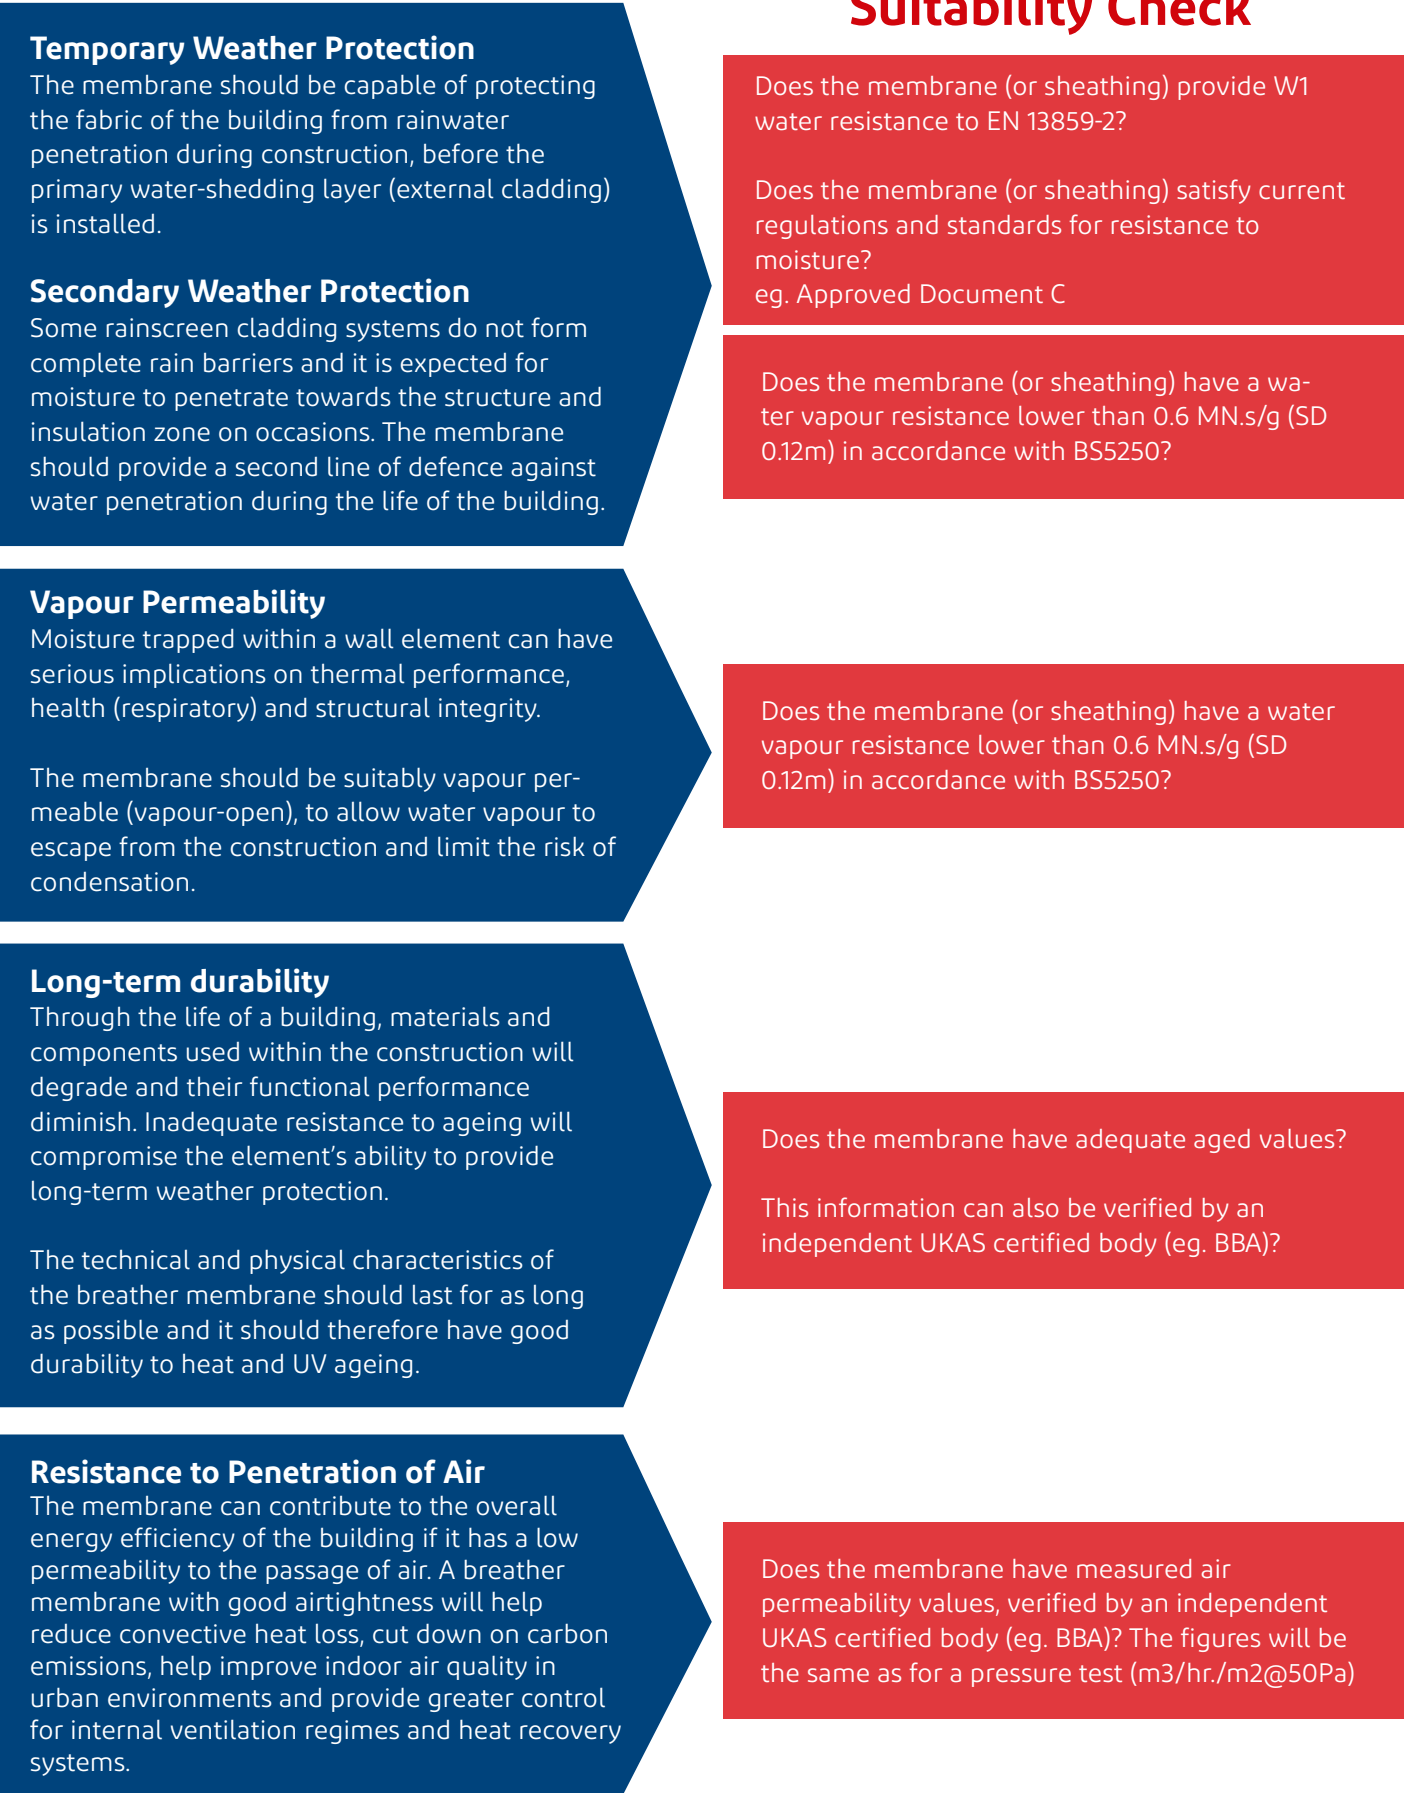 Suitability Check
Temporary Weather Protection
The membrane should be capable of protecting
the fabric of the building from rainwater
penetration during construction, before the
primary water-shedding layer (external cladding)
is installed.
Secondary Weather Protection
Some rainscreen cladding systems do not form
complete rain barriers and it is expected for
moisture to penetrate towards the structure and
insulation zone on occasions. The membrane
should provide a second line of defence against
water penetration during the life of the building.
Does the membrane (or sheathing) provide W1
water resistance to EN 13859-2?
Does the membrane (or sheathing) satisfy current
regulations and standards for resistance to
moisture?
eg. Approved Document C
Does the membrane (or sheathing) have a wa-
ter vapour resistance lower than 0.6 MN.s/g (SD
0.12m) in accordance with BS5250?
Vapour Permeability
Moisture trapped within a wall element can have
serious implications on thermal performance,
health (respiratory) and structural integrity.
The membrane should be suitably vapour per-
meable (vapour-open), to allow water vapour to
escape from the construction and limit the risk of
condensation.
Does the membrane (or sheathing) have a water
vapour resistance lower than 0.6 MN.s/g (SD
0.12m) in accordance with BS5250?
Long-term durability
Through the life of a building, materials and
components used within the construction will
degrade and their functional performance
diminish. Inadequate resistance to ageing will
compromise the element's ability to provide
long-term weather protection.
The technical and physical characteristics of
the breather membrane should last for as long
as possible and it should therefore have good
durability to heat and UV ageing.
Does the membrane have adequate aged values?
This information can also be verified by an
independent UKAS certified body (eg. BBA)?
Resistance to Penetration of Air
The membrane can contribute to the overall
energy efficiency of the building if it has a low
permeability to the passage of air. A breather
membrane with good airtightness will help
reduce convective heat loss, cut down on carbon
emissions, help improve indoor air quality in
urban environments and provide greater control
for internal ventilation regimes and heat recovery
systems.
Does the membrane have measured air
permeability values, verified by an independent
UKAS certified body (eg. BBA)? The figures will be
the same as for a pressure test (m3/hr./m2@50Pa)